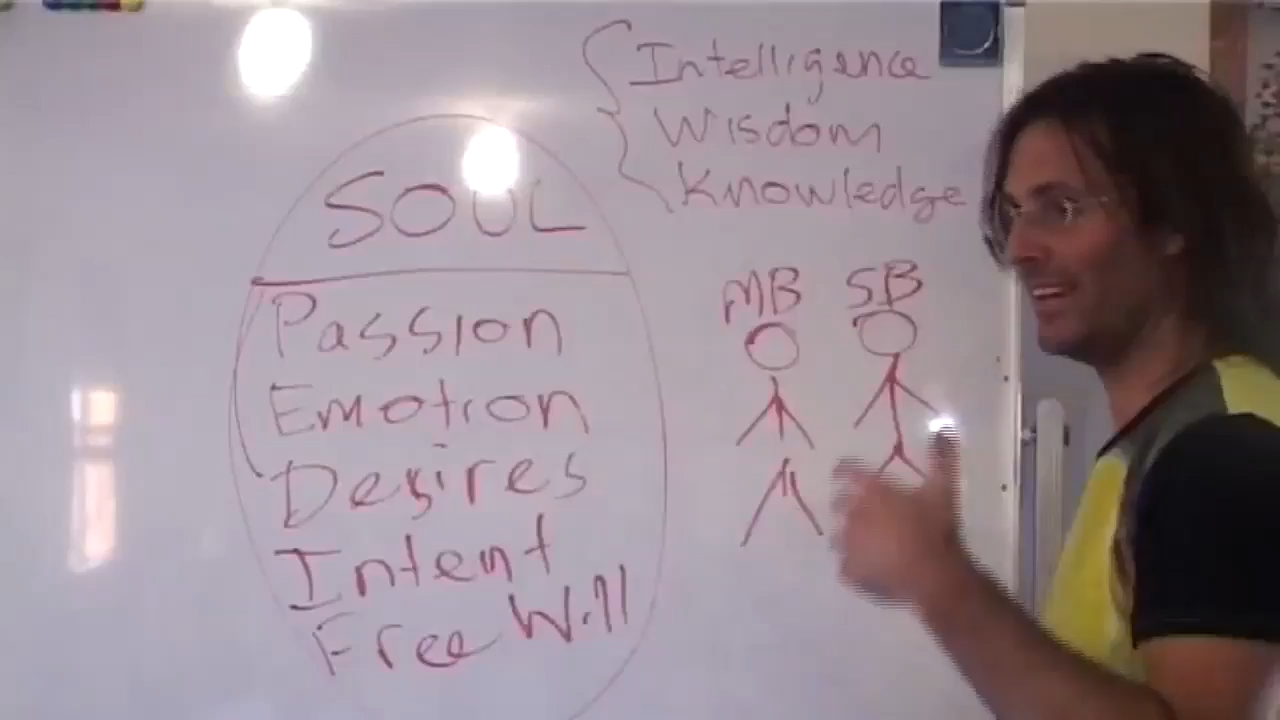 Intelligence
Wisdom
Knowledge
SOUL
Passion
Emotion
Desires
Intent
Free Will
MB SB